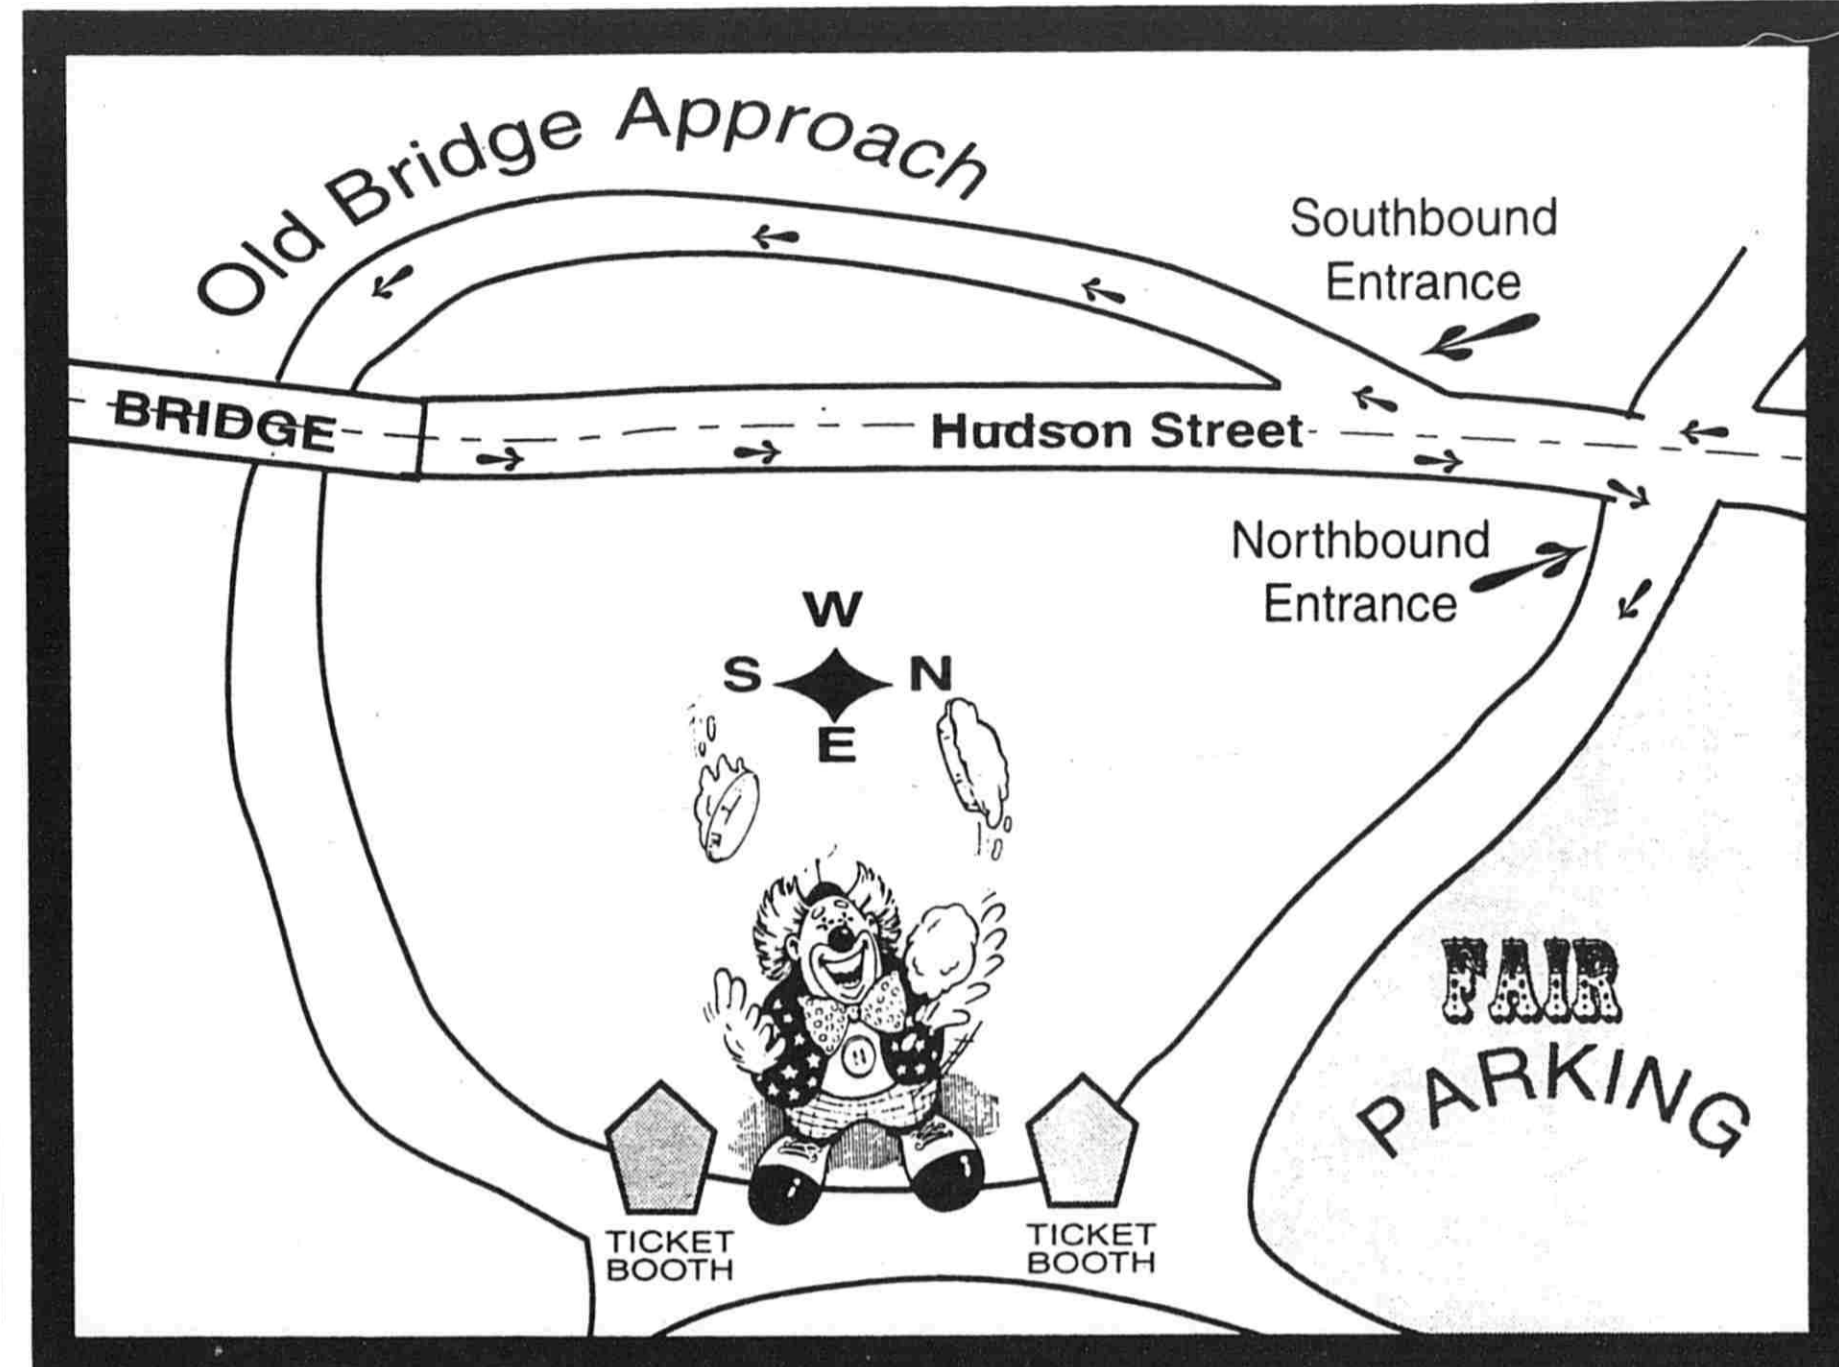 Old Bridge Approach
Southbound
Entrance
BRIDGE
Hudson Street
Northbound
Entrance
W
S N
E
FAIR
PARKING
TICKET
BOOTH
TICKET
BOOTH